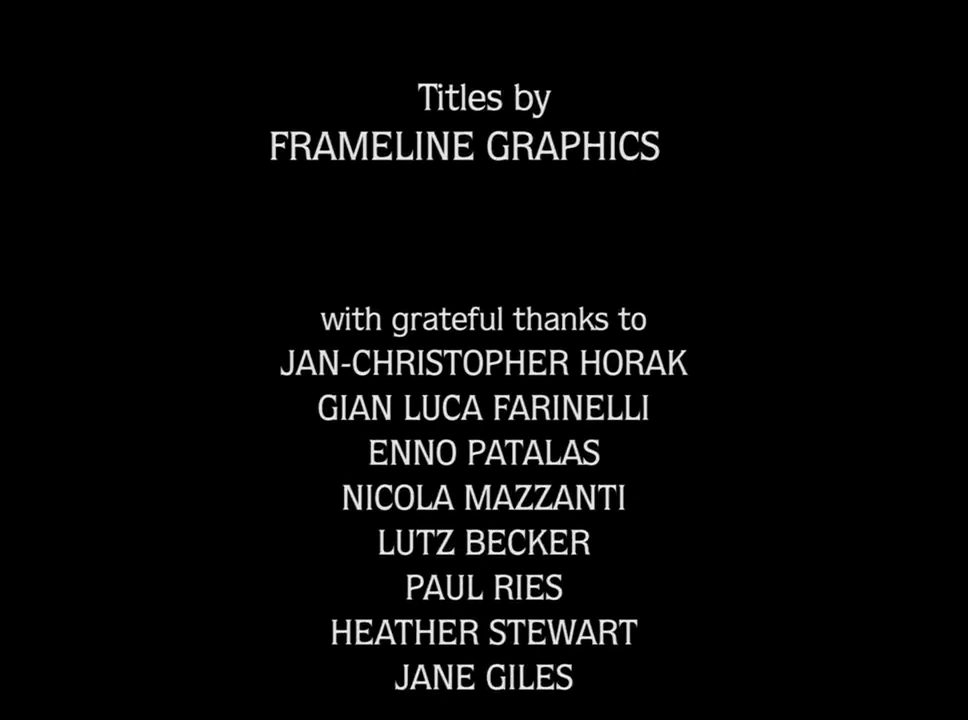 Titles by
FRAMELINE GRAPHICS
with grateful thanks to
JAN-CHRISTOPHER HORAK
GIAN LUCA FARINELLI
ENNO PATALAS
NICOLA MAZZANTI
LUTZ BECKER
PAUL RIES
HEATHER STEWART
JANE GILES